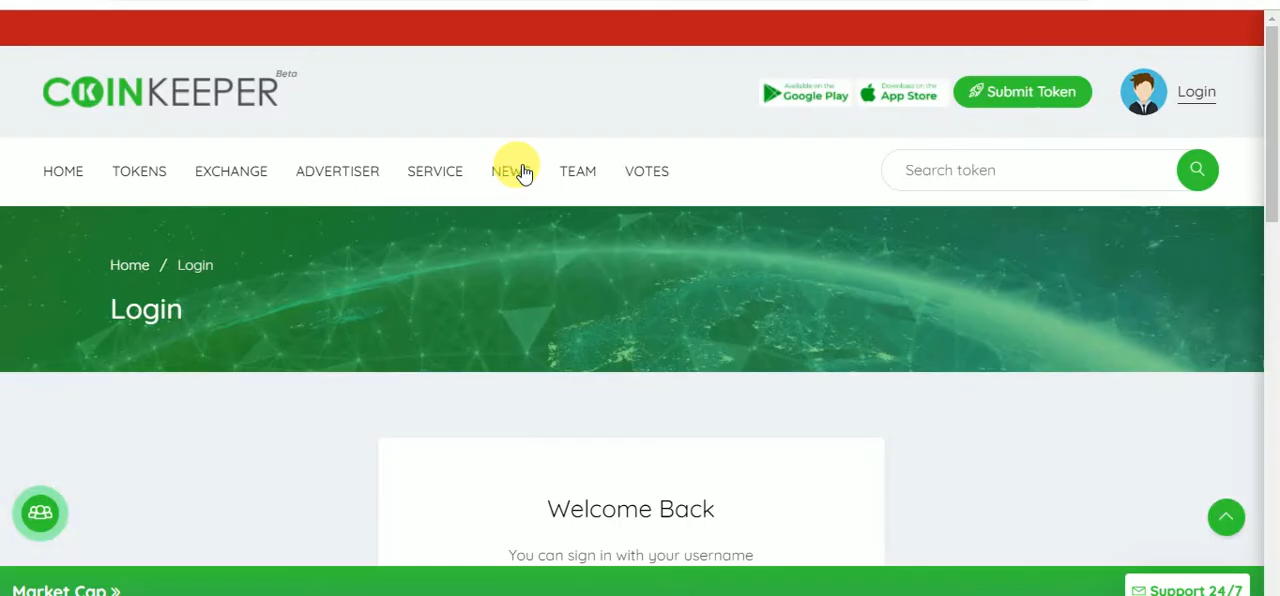 COINKEEPER Beta
Available on the
Google Play
Download on the
App Store
Submit Token
Login
HOME TOKENS EXCHANGE ADVERTISER SERVICE NEWS TEAM VOTES
Search token
Home / Login
Login
Welcome Back
You can sign in with your username
Market Cap »
Support 24/7